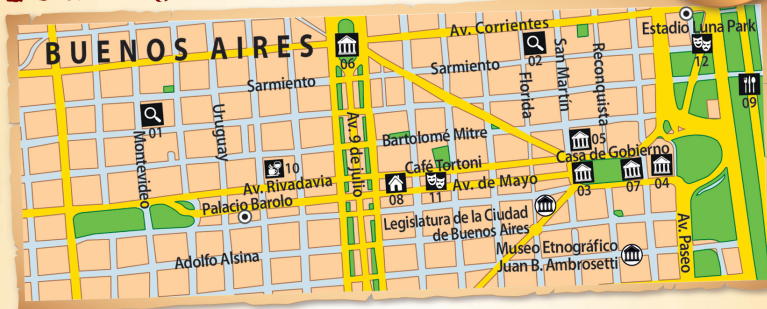 BUENOS AIRES
Av. Corrientes
Estadio Luna Park
06
02
12
09
Sarmiento
Sarmiento
Florida
San Martín
Reconquista
01
Montevideo
Uruguay
Av. 9 de julio
Bartolomé Mitre
05
Casa de Gobierno
10
Café Tortoni
Av. Rivadavia
Av. de Mayo
08
11
03
07
04
Palacio Barolo
Legislatura de la Ciudad
de Buenos Aires
Av. Paseo
Museo Etnográfico
Juan B. Ambrosetti
Adolfo Alsina